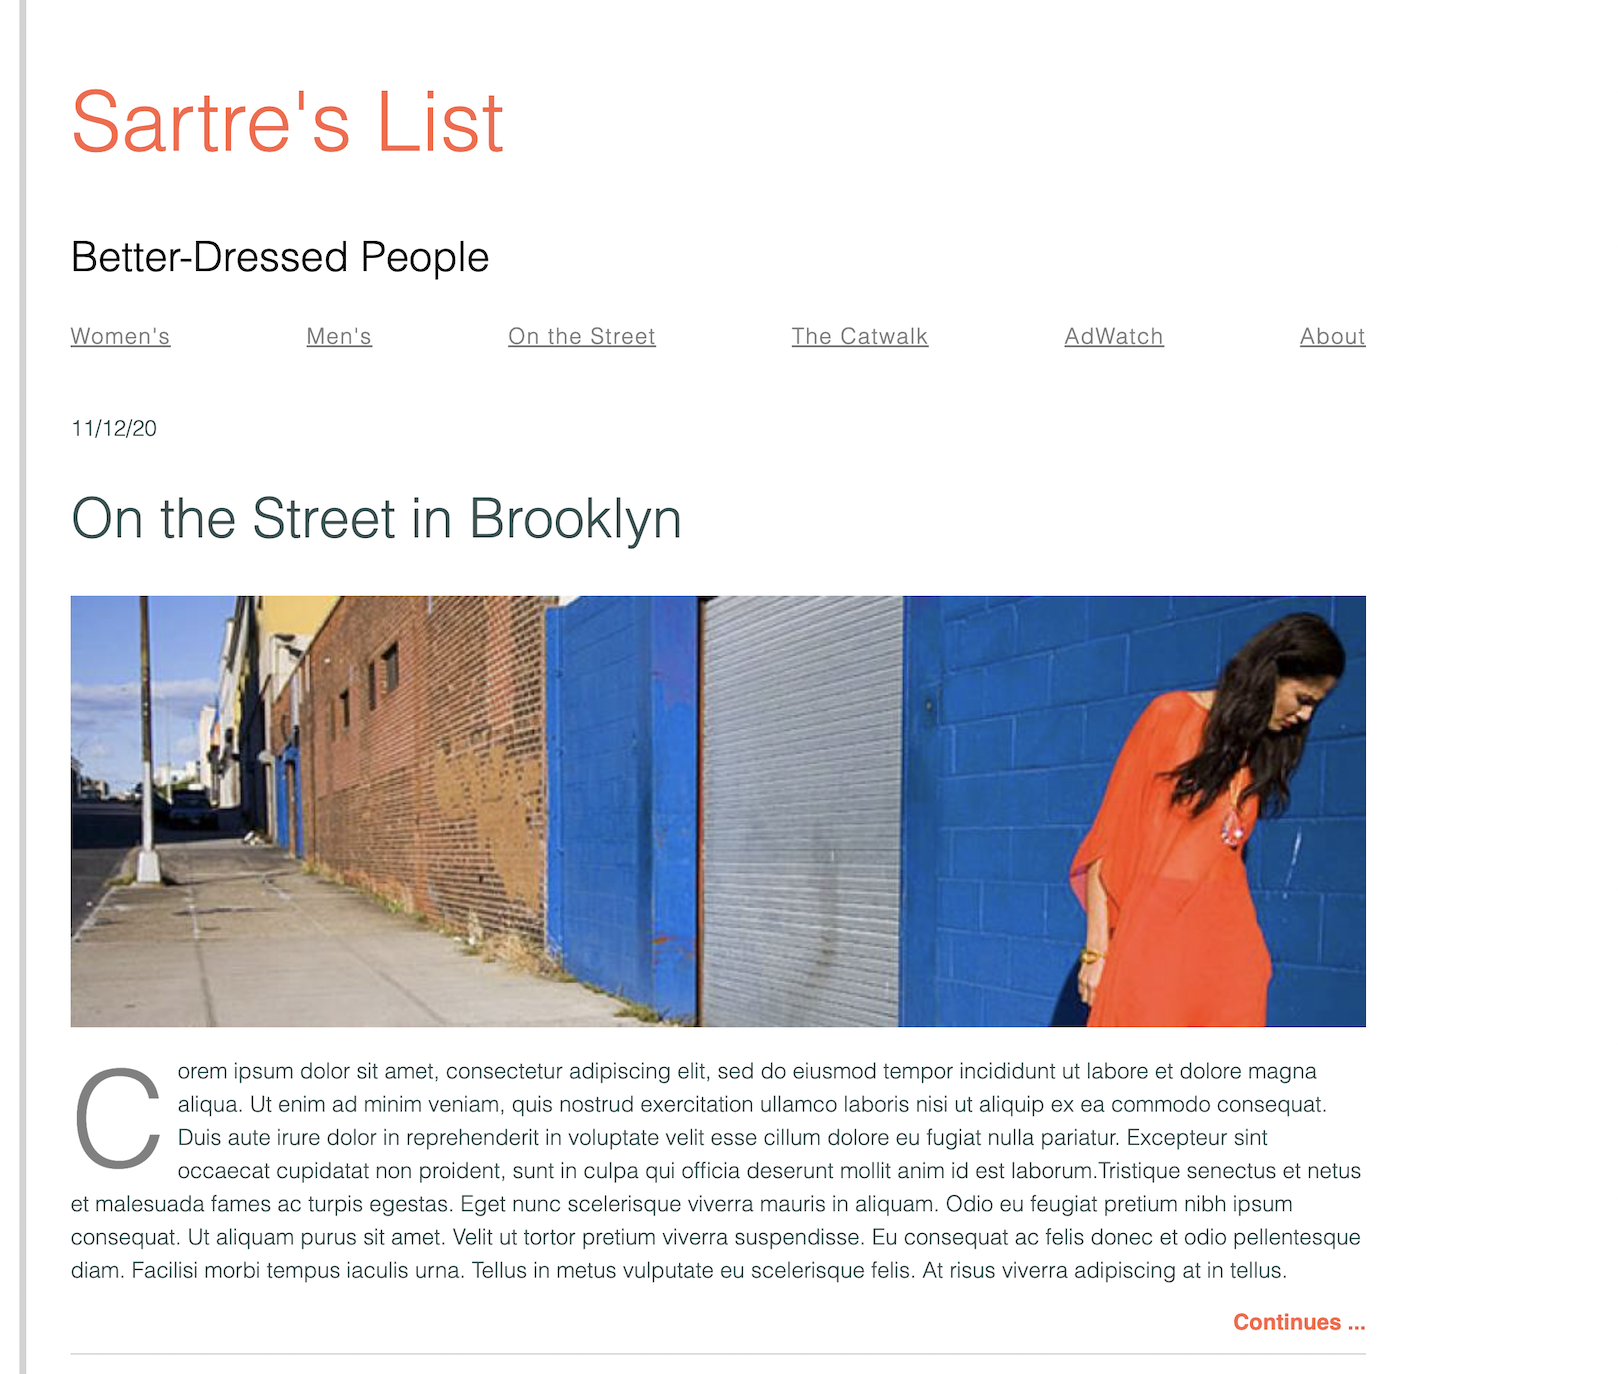 Sartre's List
Better-Dressed People
Women's Men's On the Street The Catwalk AdWatch About
11/12/20
On the Street in Brooklyn
Corem ipsum dolor sit amet, consectetur adipiscing elit, sed do eiusmod tempor incididunt ut labore et dolore magna
aliqua. Ut enim ad minim veniam, quis nostrud exercitation ullamco laboris nisi ut aliquip ex ea commodo consequat.
Duis aute irure dolor in reprehenderit in voluptate velit esse cillum dolore eu fugiat nulla pariatur. Excepteur sint
occaecat cupidatat non proident, sunt in culpa qui officia deserunt mollit anim id est laborum.Tristique senectus et netus
et malesuada fames ac turpis egestas. Eget nunc scelerisque viverra mauris in aliquam. Odio eu feugiat pretium nibh ipsum
consequat. Ut aliquam purus sit amet. Velit ut tortor pretium viverra suspendisse. Eu consequat ac felis donec et odio pellentesque
diam. Facilisi morbi tempus iaculis urna. Tellus in metus vulputate eu scelerisque felis. At risus viverra adipiscing at in tellus.
Continues ...